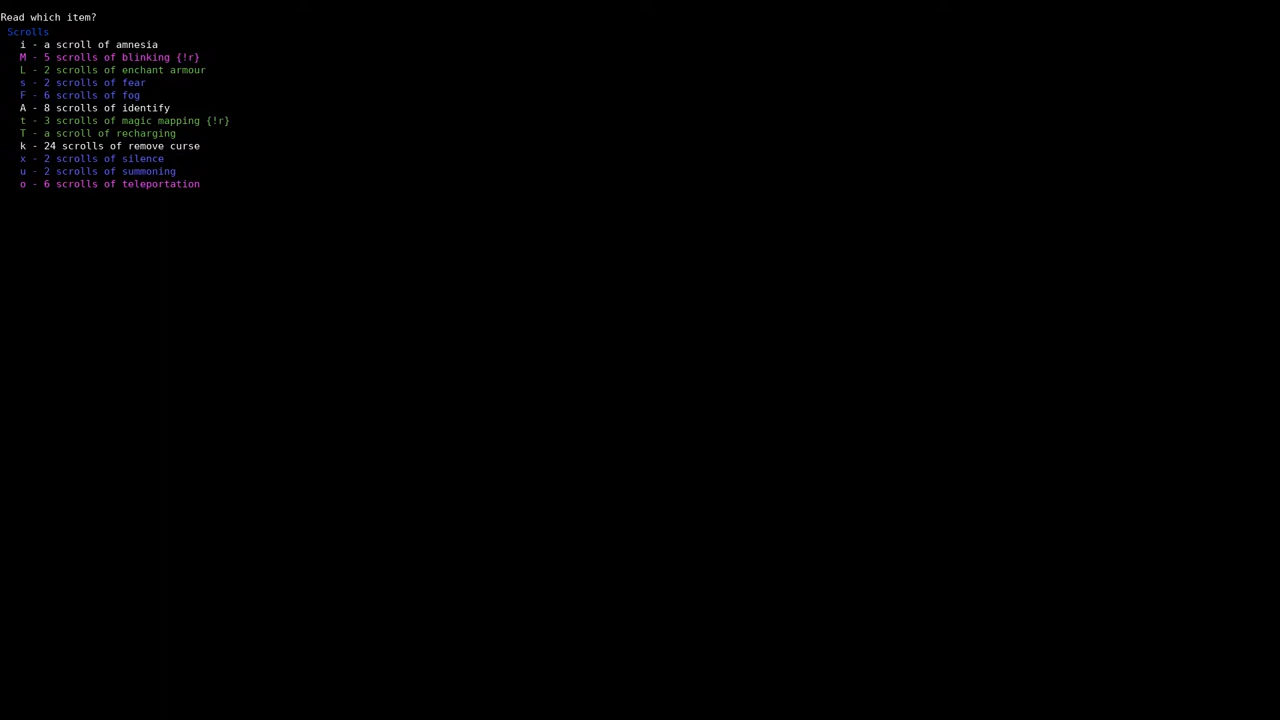 Read which item?
Scrolls
i - a scroll of amnesia
M - 5 scrolls of blinking {!r}
L - 2 scrolls of enchant armour
s - 2 scrolls of fear
F - 6 scrolls of fog
A - 8 scrolls of identify
t - 3 scrolls of magic mapping {!r}
T - a scroll of recharging
k - 24 scrolls of remove curse
x - 2 scrolls of silence
u - 2 scrolls of summoning
o - 6 scrolls of teleportation